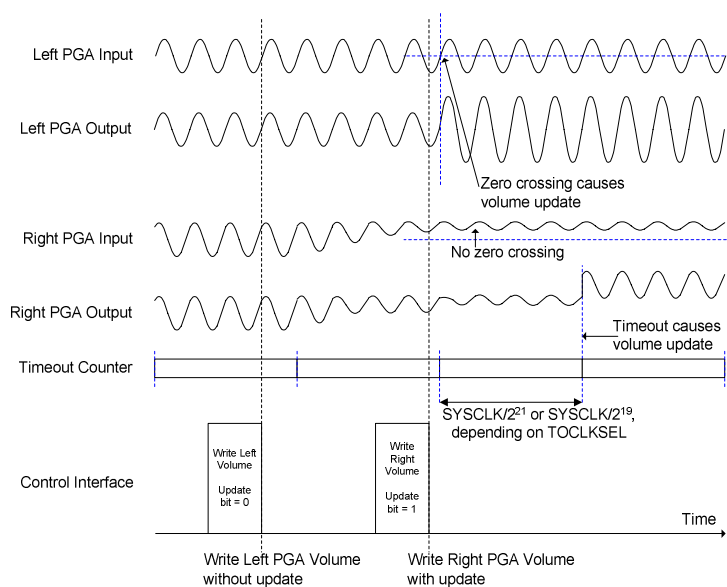 Left PGA Input
Left PGA Output
Zero crossing causes
volume update
Right PGA Input
No zero crossing
Right PGA Output
Timeout causes
volume update
Timeout Counter
SYSCLK/2²¹ or SYSCLK/2¹⁹,
depending on TOCLKSEL
Control Interface
Write Left
Volume
Update
bit = 0
Write
Right
Volume
Update
bit = 1
Time
Write Left PGA Volume
without update
Write Right PGA Volume
with update